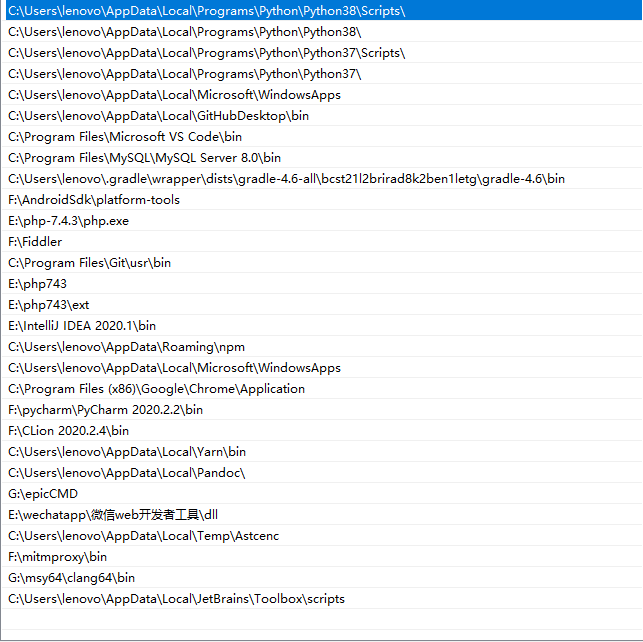 C:\Users\lenovo\AppData\Local\Programs\Python\Python38\Scripts\
C:\Users\lenovo\AppData\Local\Programs\Python\Python38\
C:\Users\lenovo\AppData\Local\Programs\Python\Python37\Scripts\
C:\Users\lenovo\AppData\Local\Programs\Python\Python37\
C:\Users\lenovo\AppData\Local\Microsoft\WindowsApps
C:\Users\lenovo\AppData\Local\GitHubDesktop\bin
C:\Program Files\Microsoft VS Code\bin
C:\Program Files\MySQL\MySQL Server 8.0\bin
C:\Users\lenovo\.gradle\wrapper\dists\gradle-4.6-all\bcst21l2brirad8k2ben1letg\gradle-4.6\bin
F:\AndroidSdk\platform-tools
E:\php-7.4.3\php.exe
F:\Fiddler
C:\Program Files\Git\usr\bin
E:\php743
E:\php743\ext
E:\IntelliJ IDEA 2020.1\bin
C:\Users\lenovo\AppData\Roaming\npm
C:\Users\lenovo\AppData\Local\Microsoft\WindowsApps
C:\Program Files (x86)\Google\Chrome\Application
F:\pycharm\PyCharm 2020.2.2\bin
F:\CLion 2020.2.4\bin
C:\Users\lenovo\AppData\Local\Yarn\bin
C:\Users\lenovo\AppData\Local\Pandoc\
G:\epicCMD
E:\wechatapp\微信web开发者工具\dll
C:\Users\lenovo\AppData\Local\Temp\Astcenc
F:\mitmproxy\bin
G:\msy64\clang64\bin
C:\Users\lenovo\AppData\Local\JetBrains\Toolbox\scripts